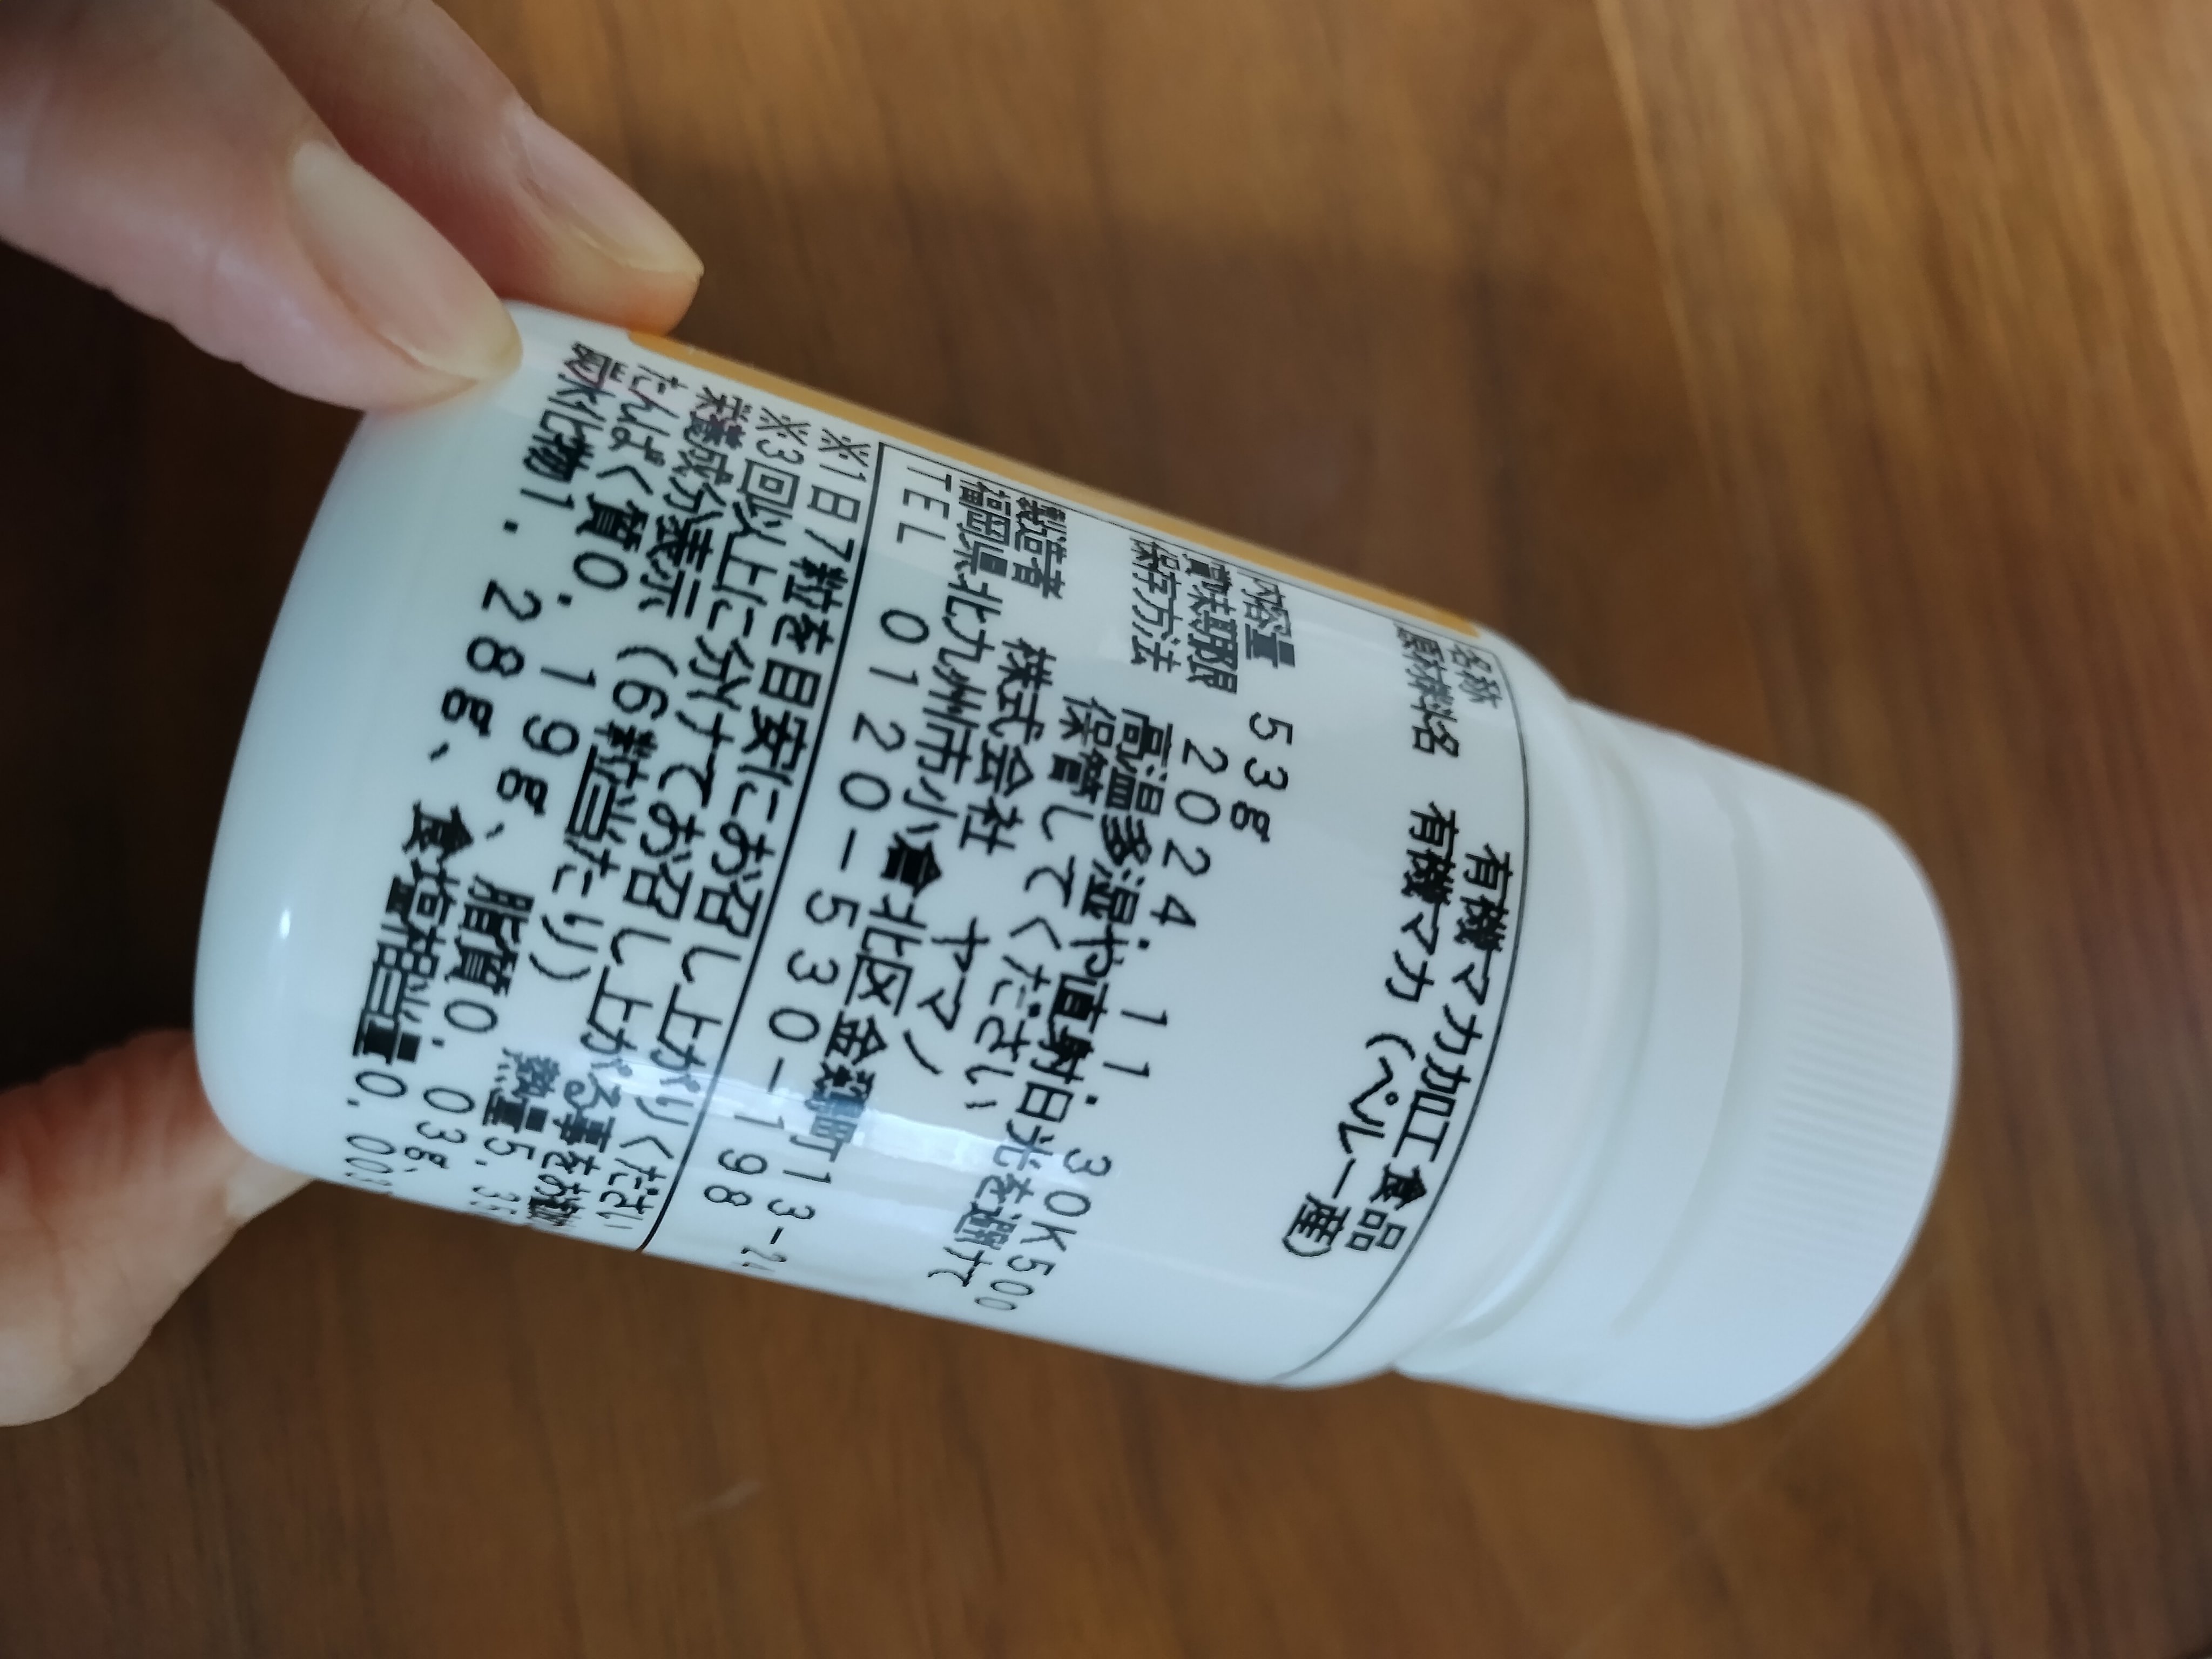 名称 有機マカ加工食品
原材料名 有機マカ（ペルー産）
内容量 53g
賞味期限 2024.11.30K500
保存方法 高温多湿や直射日光を避けて
保管してください
製造者 株式会社 ヤマノ
福岡県北九州市小倉北区金鶏町13-24
TEL 0120-530-198
※1日7粒を目安にお召し上がりください
※3回以上に分けてお召し上がる事をお勧め
栄養成分表示（6粒当たり） 熱量5.35
たんぱく質0.19g、脂質0.03g、
炭水化物1.28g、食塩相当量0.00